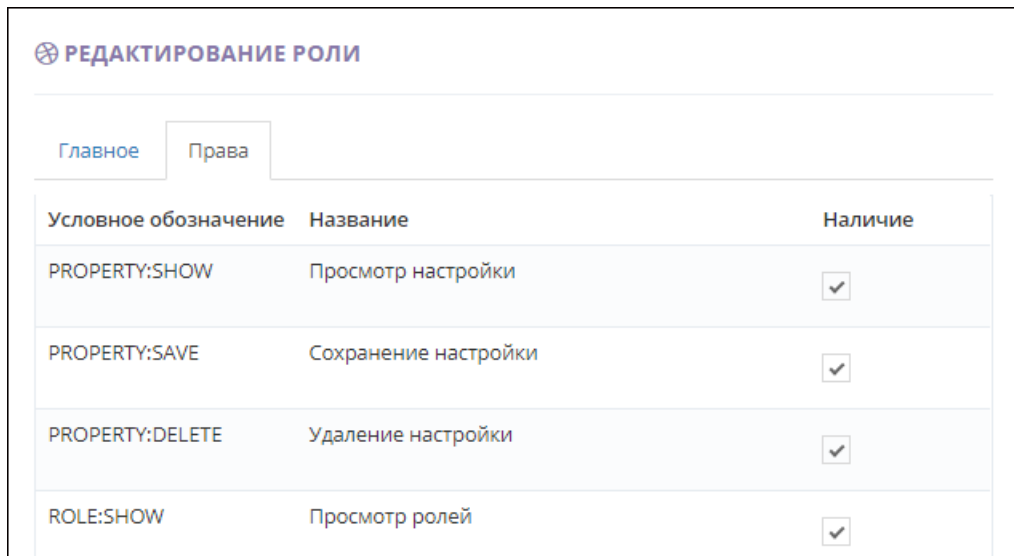 РЕДАКТИРОВАНИЕ РОЛИ
Главное Права
Условное обозначение Название Наличие
PROPERTY:SHOW Просмотр настройки
PROPERTY:SAVE Сохранение настройки
PROPERTY:DELETE Удаление настройки
ROLE:SHOW Просмотр ролей